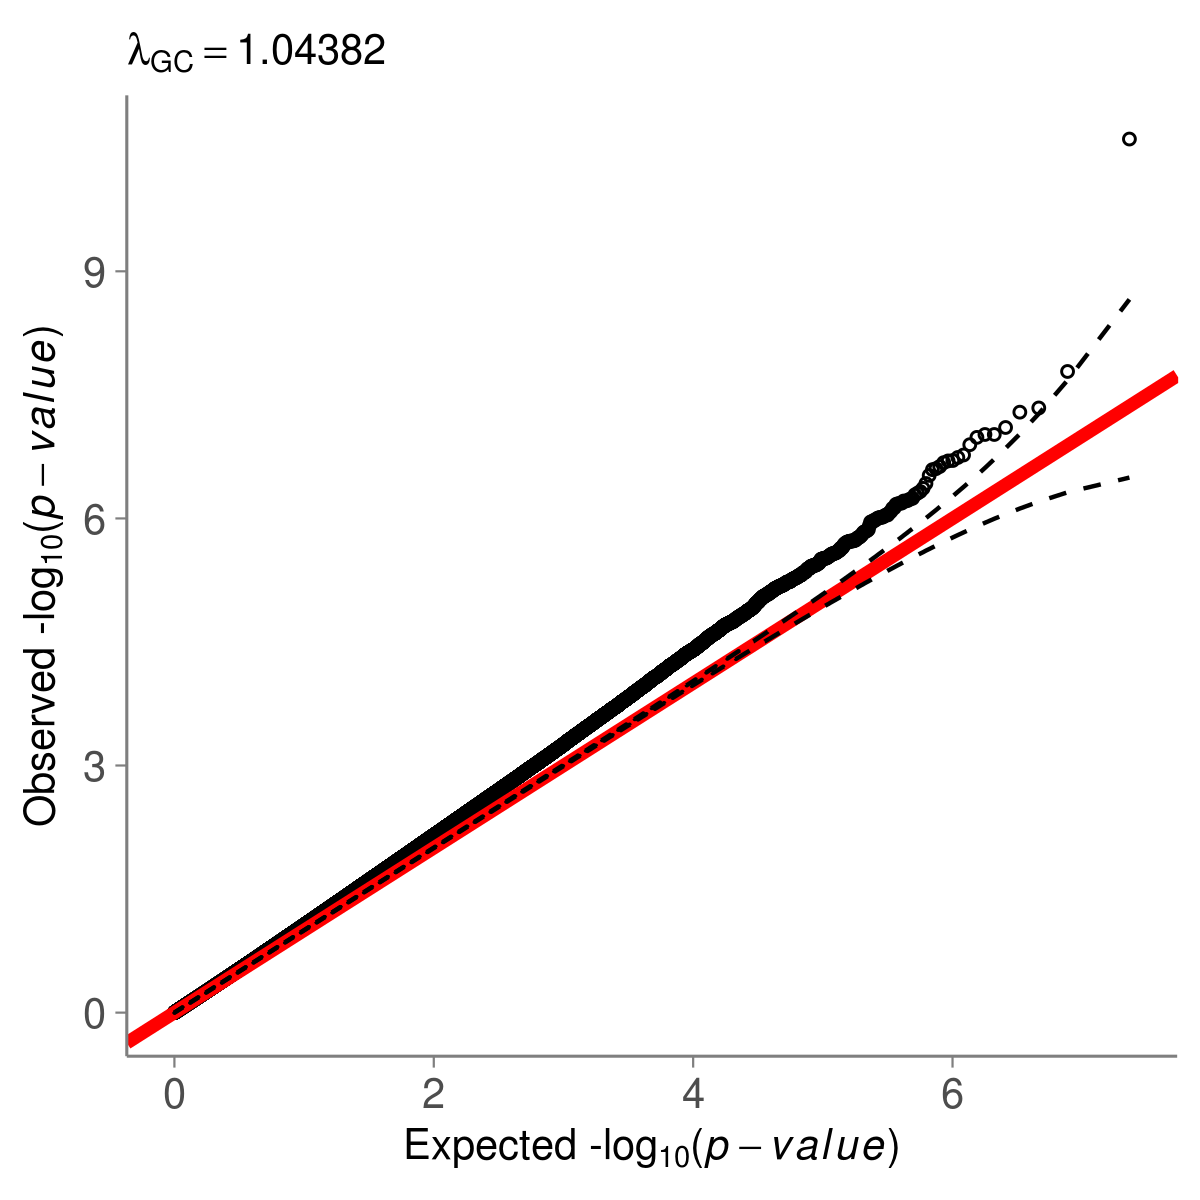 λGC = 1.04382
9
6
3
0
Observed -log10(p − value)
0 2 4 6
Expected -log10(p − value)